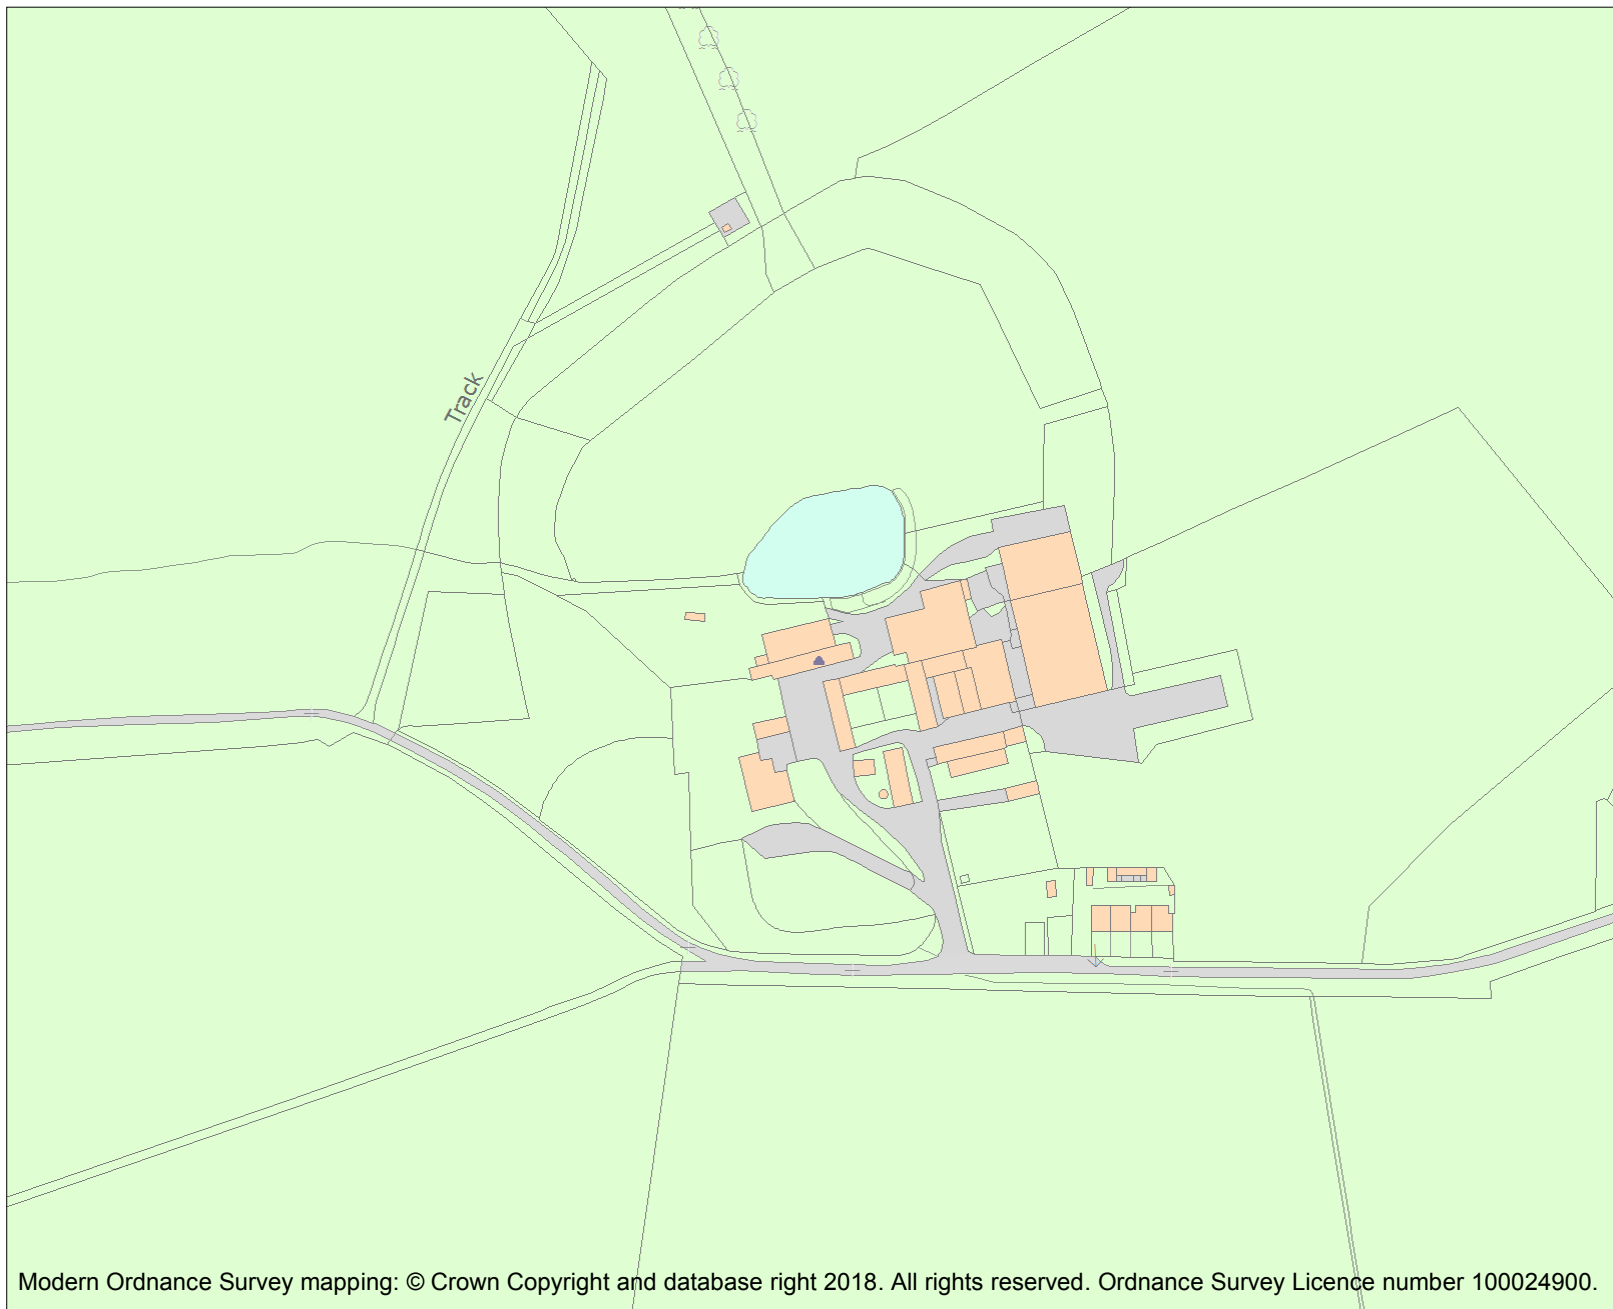 Track
Modern Ordnance Survey mapping: © Crown Copyright and database right 2018. All rights reserved. Ordnance Survey Licence number 100024900.